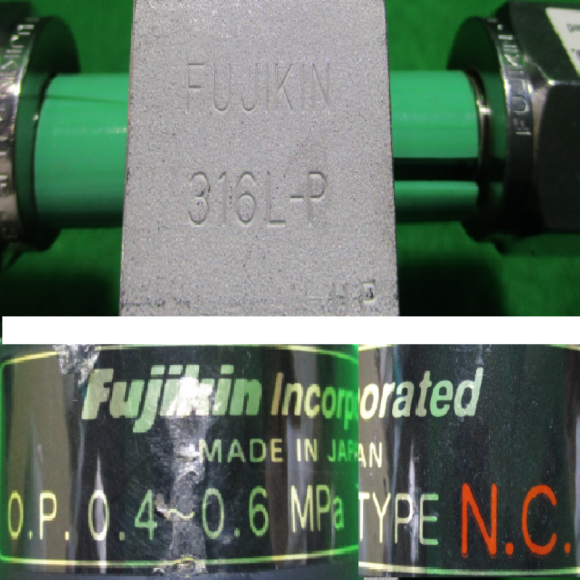 FUJIKIN
316L-P
Fujikin Incorporated
MADE IN JAPAN
O.P. 0.4~0.6 MPa TYPE N.C.